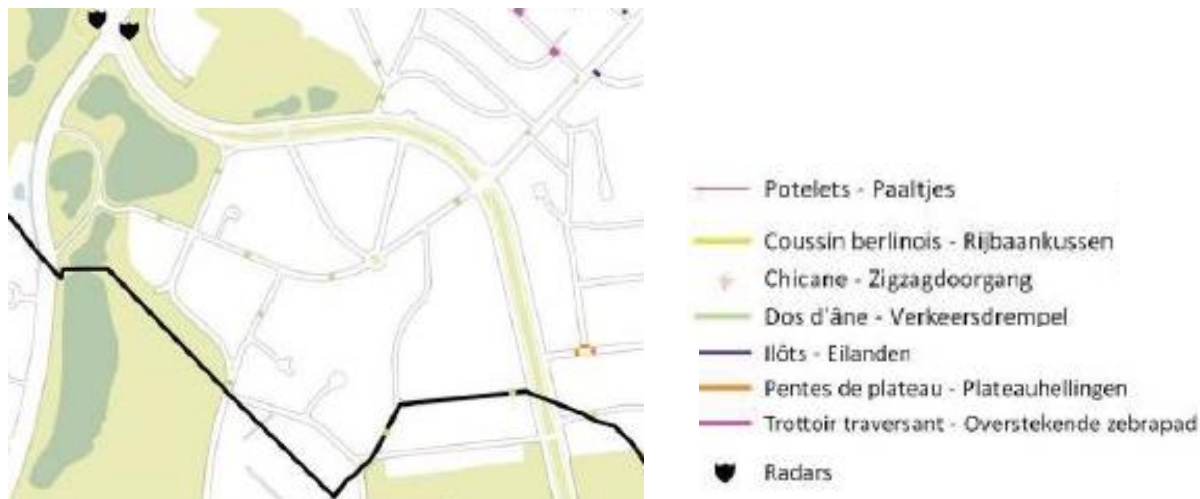 Potelets - Paaltjes
Coussin berlinois - Rijbaankussen
Chicane - Zigzagdoorgang
Dos d'âne - Verkeersdrempel
Ilôts - Eilanden
Pentes de plateau - Plateauhellingen
Trottoir traversant - Overstekende zebrapad
Radars